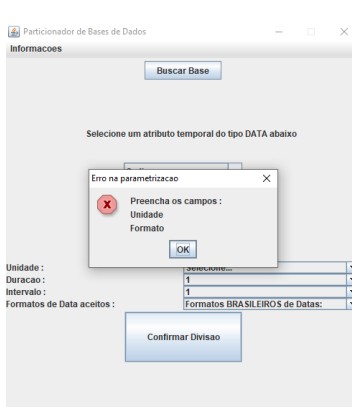 Particionador de Bases de Dados
Informacoes
Buscar Base
Selecione um atributo temporal do tipo DATA abaixo
Erro na parametrizacao
Preencha os campos :
Unidade
Formato
OK
Unidade :
Selecione...
Duracao :
1
Intervalo :
1
Formatos de Data aceitos :
Formatos BRASILEIROS de Datas:
Confirmar Divisao